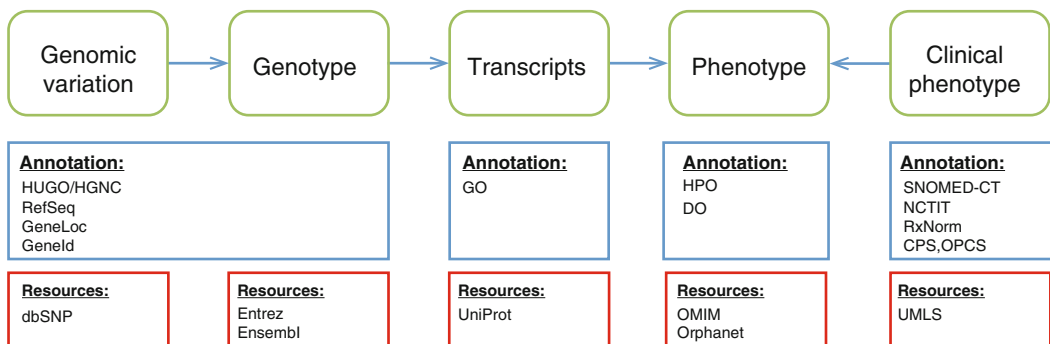 Genomic
variation
Genotype
Transcripts
Phenotype
Clinical
phenotype
Annotation:
HUGO/HGNC
RefSeq
GeneLoc
GeneId
Annotation:
GO
Annotation:
HPO
DO
Annotation:
SNOMED-CT
NCTIT
RxNorm
CPS,OPCS
Resources:
dbSNP
Resources:
Entrez
Ensembl
Resources:
UniProt
Resources:
OMIM
Orphanet
Resources:
UMLS